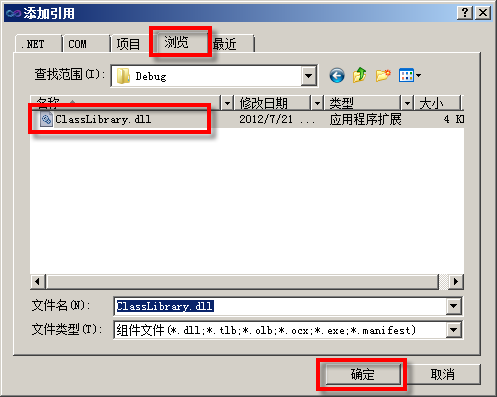 添加引用
.NET COM 项目 浏览 最近
查找范围(I): Debug
名称 修改日期 类型 大小
ClassLibrary.dll 2012/7/21 ... 应用程序扩展 4
文件名(N): ClassLibrary.dll
文件类型(T): 组件文件(*.dll;*.tlb;*.olb;*.ocx;*.exe;*.manifest)
确定 取消